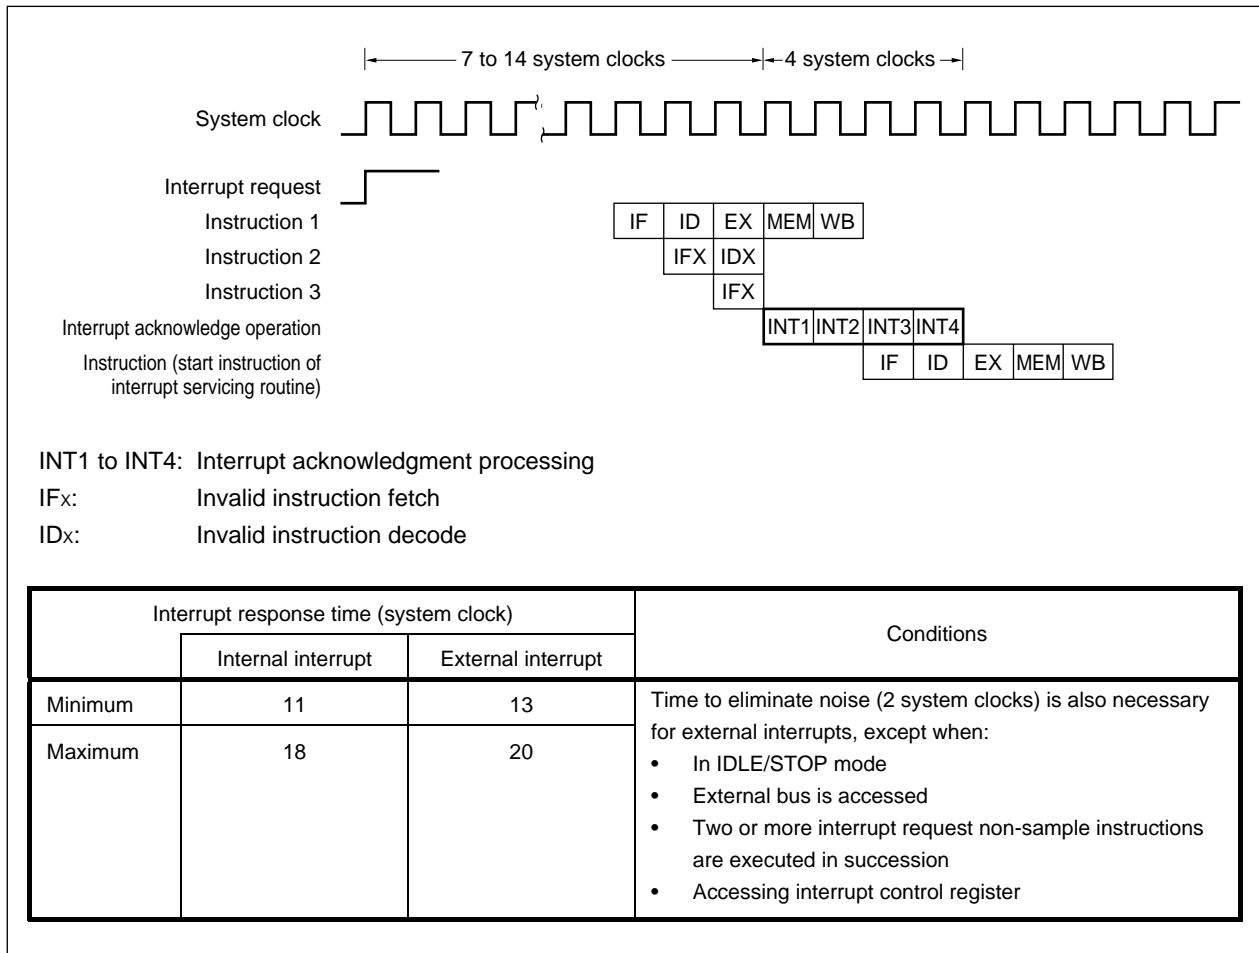 7 to 14 system clocks
4 system clocks
System clock
Interrupt request
Instruction 1
IF ID EX MEM WB
Instruction 2
IFX IDX
Instruction 3
IFX
Interrupt acknowledge operation
INT1 INT2 INT3 INT4
Instruction (start instruction of
interrupt servicing routine)
IF ID EX MEM WB
INT1 to INT4: Interrupt acknowledgment processing
IFX: Invalid instruction fetch
IDX: Invalid instruction decode
Interrupt response time (system clock)
Conditions
Internal interrupt
External interrupt
Minimum
11
13
Time to eliminate noise (2 system clocks) is also necessary
for external interrupts, except when:
Maximum
18
20
• In IDLE/STOP mode
• External bus is accessed
• Two or more interrupt request non-sample instructions
are executed in succession
• Accessing interrupt control register